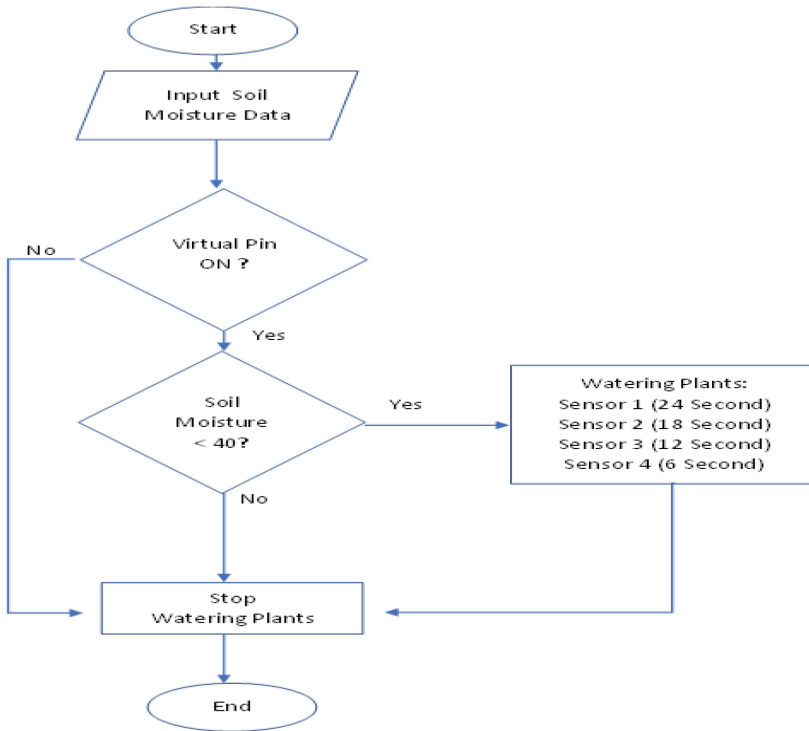 Start
Input Soil
Moisture Data
Virtual Pin
ON ?
No
Yes
Soil
Moisture
< 40?
Yes
Watering Plants:
Sensor 1 (24 Second)
Sensor 2 (18 Second)
Sensor 3 (12 Second)
Sensor 4 (6 Second)
No
Stop
Watering Plants
End